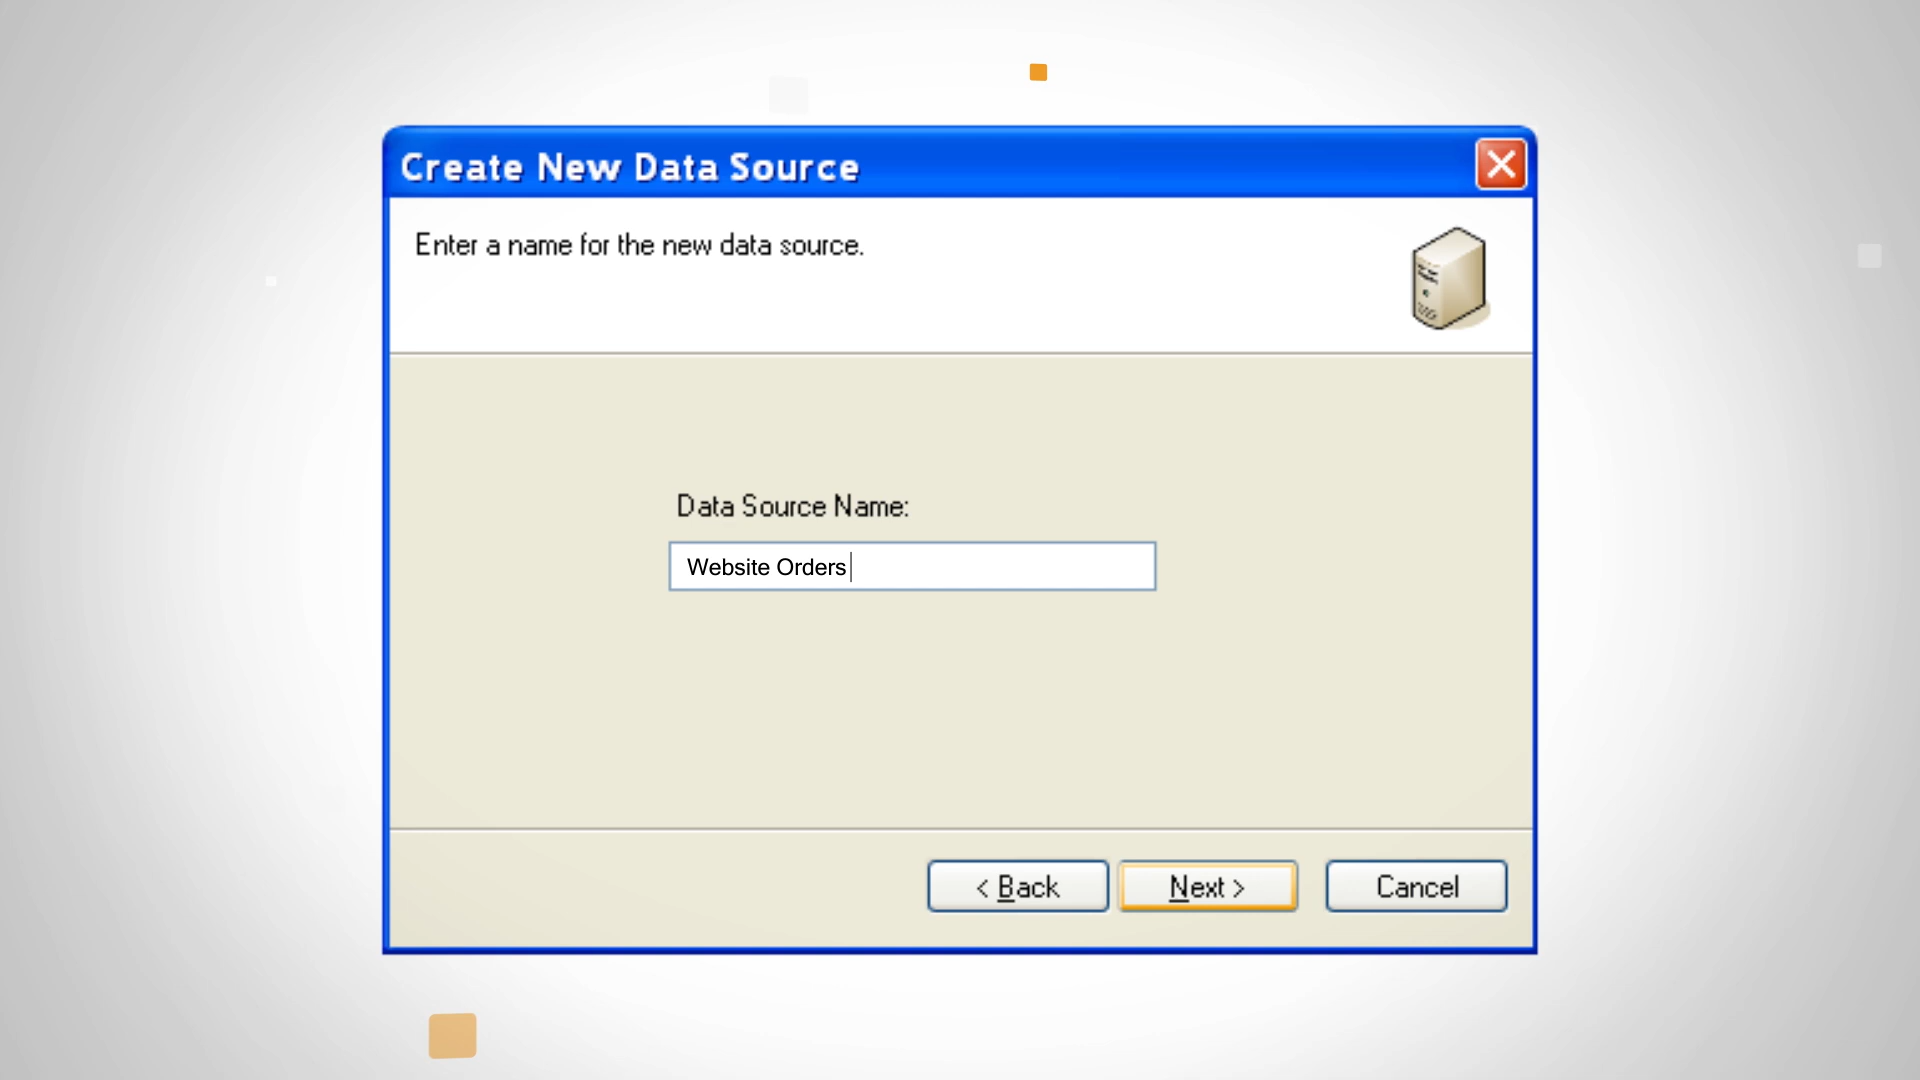 Create New Data Source
Enter a name for the new data source.
Data Source Name:
Website Orders
< Back
Next >
Cancel